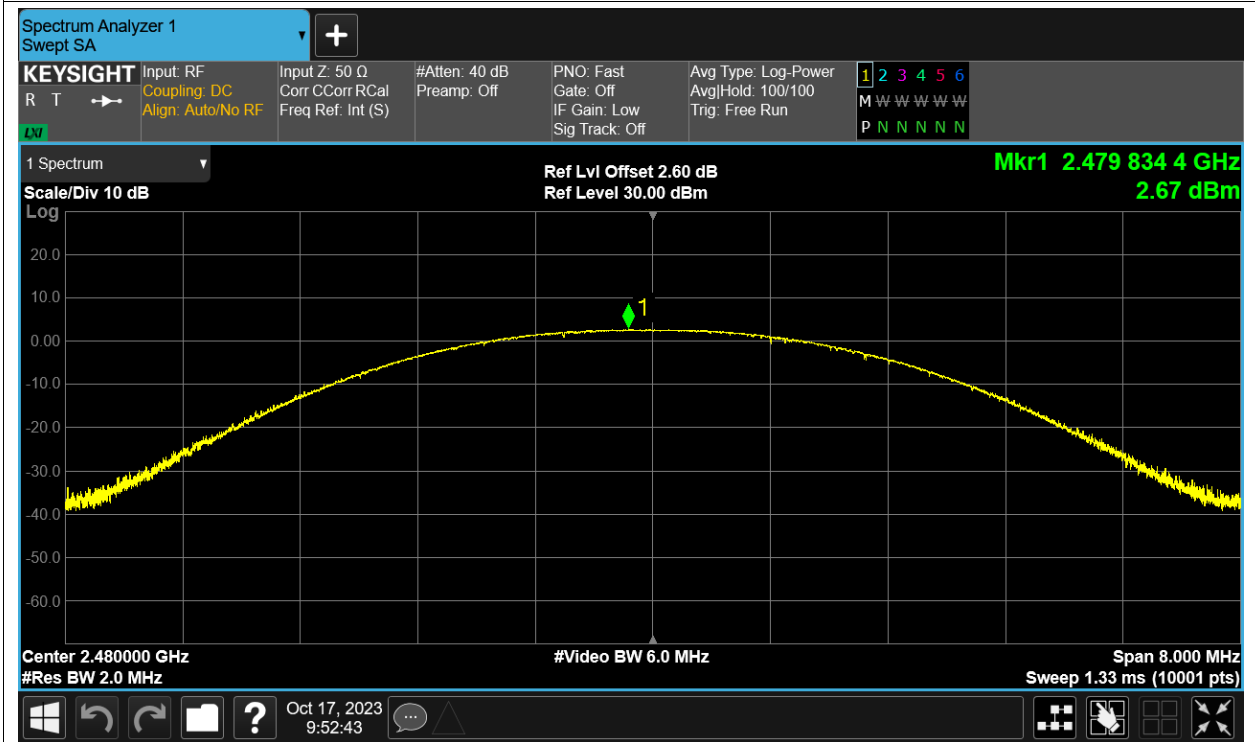 Spectrum Analyzer 1
Swept SA
+
KEYSIGHT
R T
LXI
Input: RF
Coupling: DC
Align: Auto/No RF
Input Z: 50 Ω
Corr CCorr RCal
Freq Ref: Int (S)
#Atten: 40 dB
Preamp: Off
PNO: Fast
Gate: Off
IF Gain: Low
Sig Track: Off
Avg Type: Log-Power
Avg|Hold: 100/100
Trig: Free Run
1 2 3 4 5 6
M W W W W W
P N N N N N
1 Spectrum
Scale/Div 10 dB
Log
Ref Lvl Offset 2.60 dB
Ref Level 30.00 dBm
Mkr1 2.479 834 4 GHz
2.67 dBm
20.0
10.0
0.00
-10.0
-20.0
-30.0
-40.0
-50.0
-60.0
1
Center 2.480000 GHz
#Res BW 2.0 MHz
#Video BW 6.0 MHz
Span 8.000 MHz
Sweep 1.33 ms (10001 pts)
?
Oct 17, 2023
9:52:43